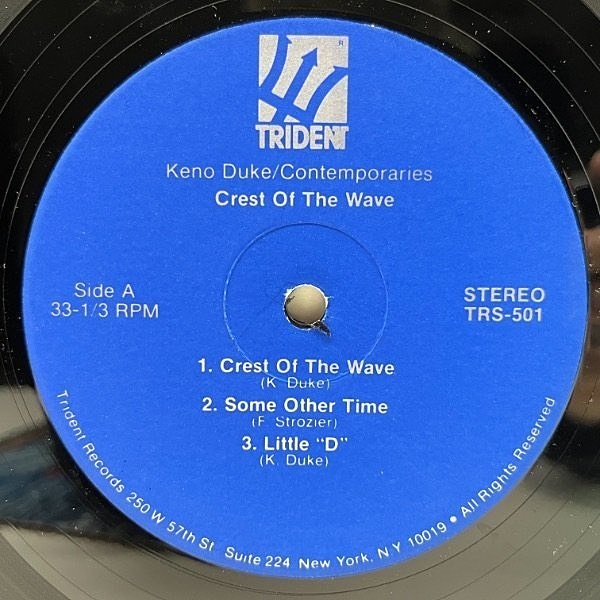 R
TRIDENT
Keno Duke/Contemporaries
Crest Of The Wave
Side A
33-1/3 RPM
STEREO
TRS-501
1. Crest Of The Wave
(K. Duke)
2. Some Other Time
(F. Strozier)
3. Little "D"
(K. Duke)
Trident Records 250 W 57th St. Suite 224 New York, N Y 10019 • All Rights Reserved